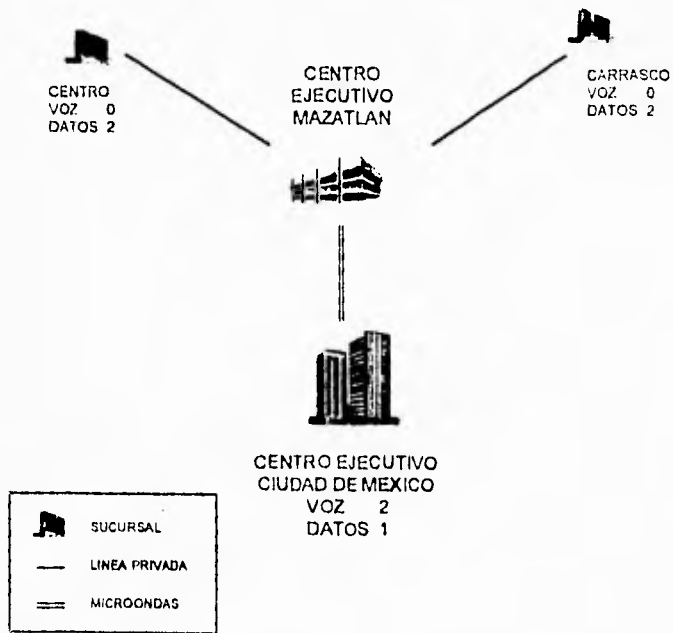 CENTRO
VOZ 0
DATOS 2
CENTRO
EJECUTIVO
MAZATLAN
CARRASCO
VOZ 0
DATOS 2
CENTRO EJECUTIVO
CIUDAD DE MEXICO
VOZ 2
DATOS 1
SUCURSAL
LINEA PRIVADA
MICROONDAS